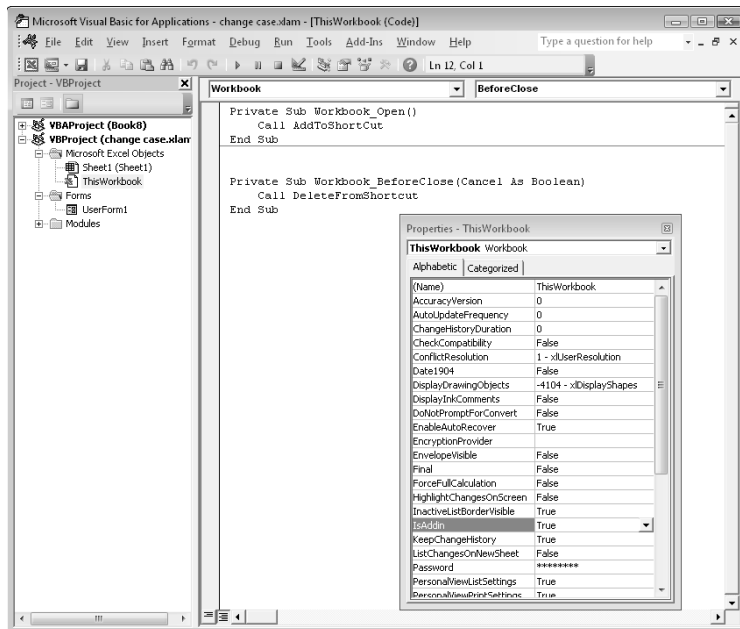 Microsoft Visual Basic for Applications - change case.xlam - [ThisWorkbook (Code)]
File Edit View Insert Format Debug Run Tools Add-Ins Window Help Type a question for help
Ln 12, Col 1
Project - VBProject
VBAProject (Book8)
VBProject (change case.xlam
Microsoft Excel Objects
Sheet1 (Sheet1)
ThisWorkbook
Forms
UserForm1
Modules
Workbook BeforeClose
Private Sub Workbook_Open()
Call AddToShortCut
End Sub
Private Sub Workbook_BeforeClose(Cancel As Boolean)
Call DeleteFromShortcut
End Sub
Properties - ThisWorkbook
ThisWorkbook Workbook
Alphabetic Categorized
(Name) ThisWorkbook
AccuracyVersion 0
AutoUpdateFrequency 0
ChangeHistoryDuration 0
CheckCompatibility False
ConflictResolution 1 - xlUserResolution
Date1904 False
DisplayDrawingObjects -4104 - xlDisplayShapes
DisplayInkComments False
DoNotPromptForConvert False
EnableAutoRecover True
EncryptionProvider
EnvelopeVisible False
Final False
ForceFullCalculation False
HighlightChangesOnScreen False
InactiveListBorderVisible True
IsAddin True
KeepChangeHistory True
ListChangesOnNewSheet False
Password ********
PersonalViewListSettings True
PersonalViewPrintSettings True